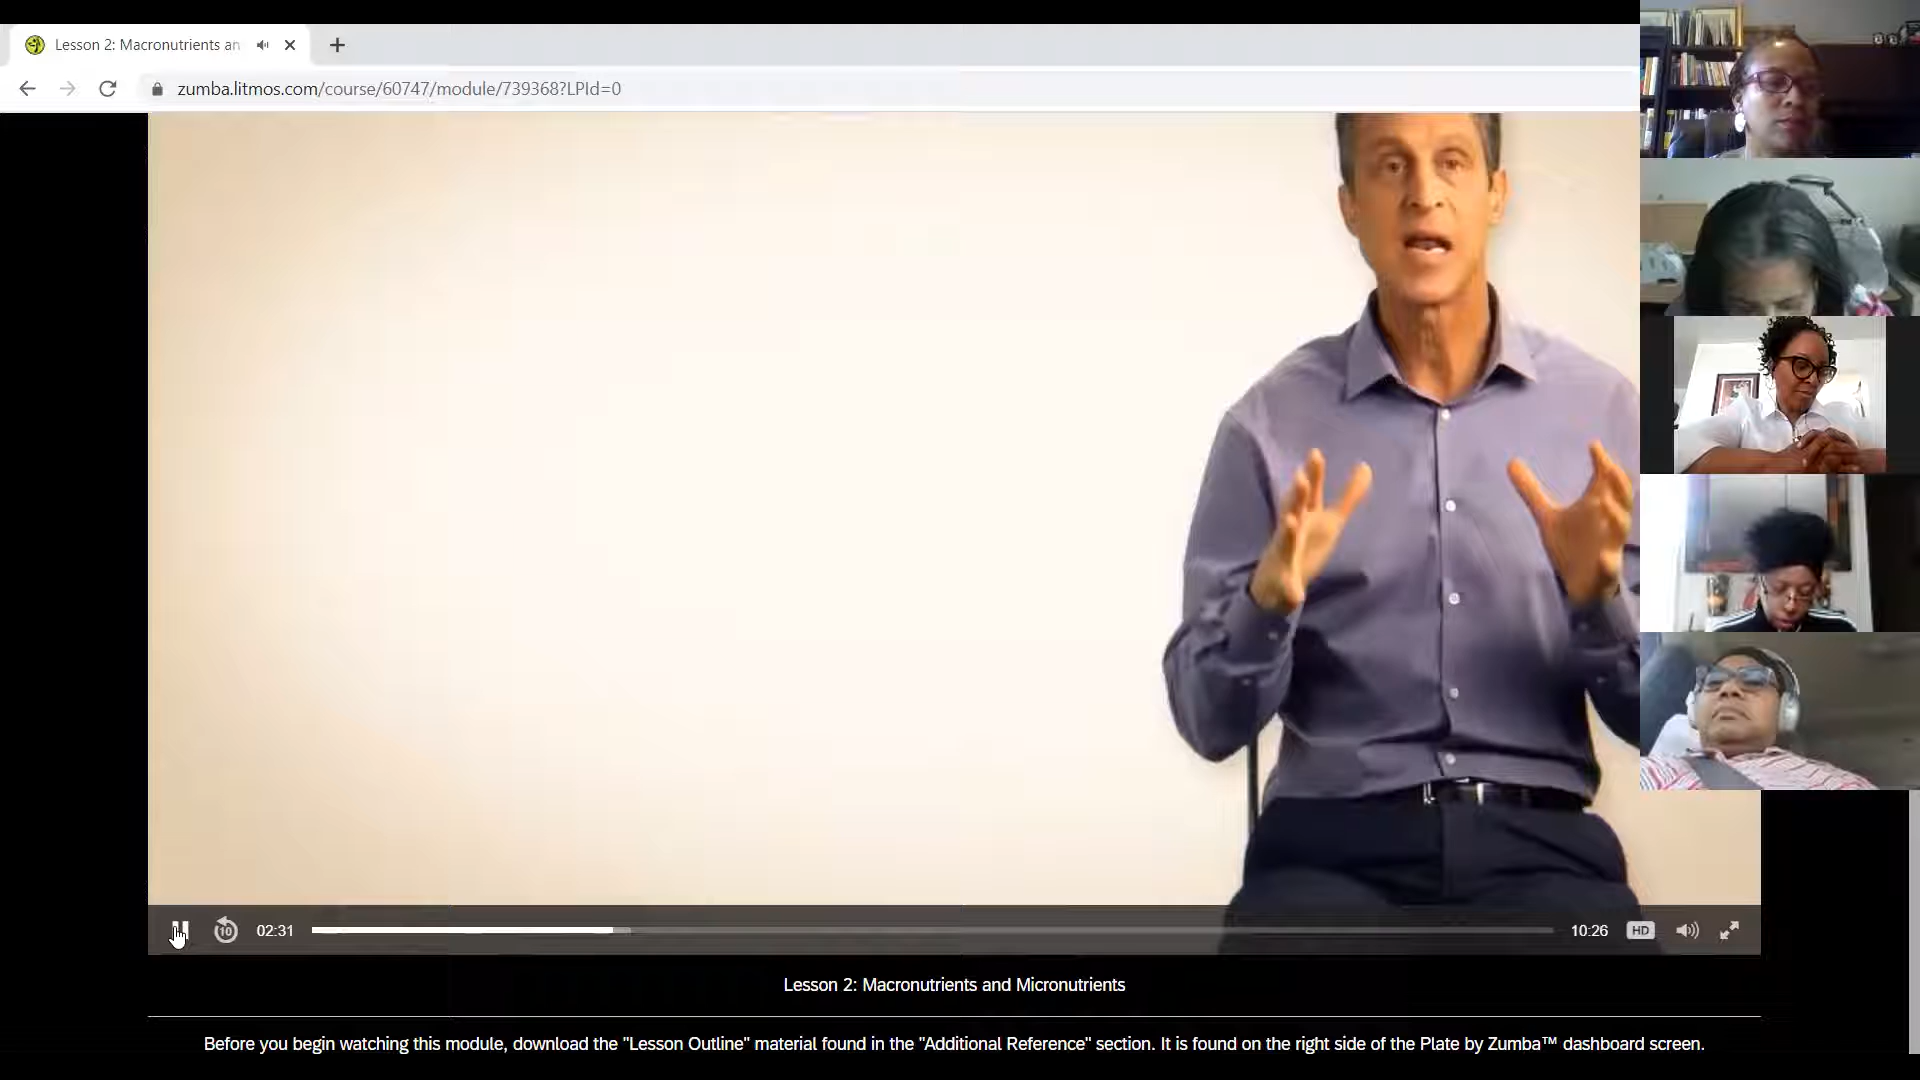 Lesson 2: Macronutrients an
zumba.litmos.com/course/60747/module/739368?LPId=0
10
02:31
10:26
HD
Lesson 2: Macronutrients and Micronutrients
Before you begin watching this module, download the "Lesson Outline" material found in the "Additional Reference" section. It is found on the right side of the Plate by Zumba™ dashboard screen.